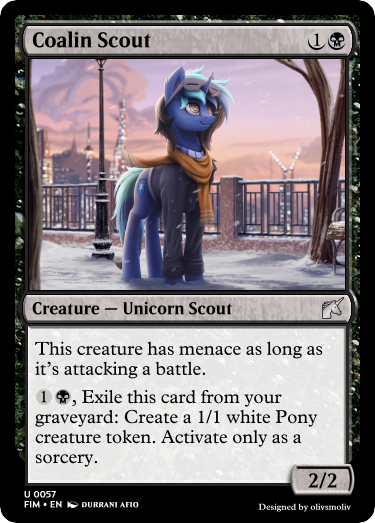 Coalin Scout 1
Creature — Unicorn Scout
This creature has menace as long as
it's attacking a battle.
1, Exile this card from your
graveyard: Create a 1/1 white Pony
creature token. Activate only as a
sorcery.
2/2
U 0057
FIM • EN DURRANI AFIO
Designed by olivsmoliv